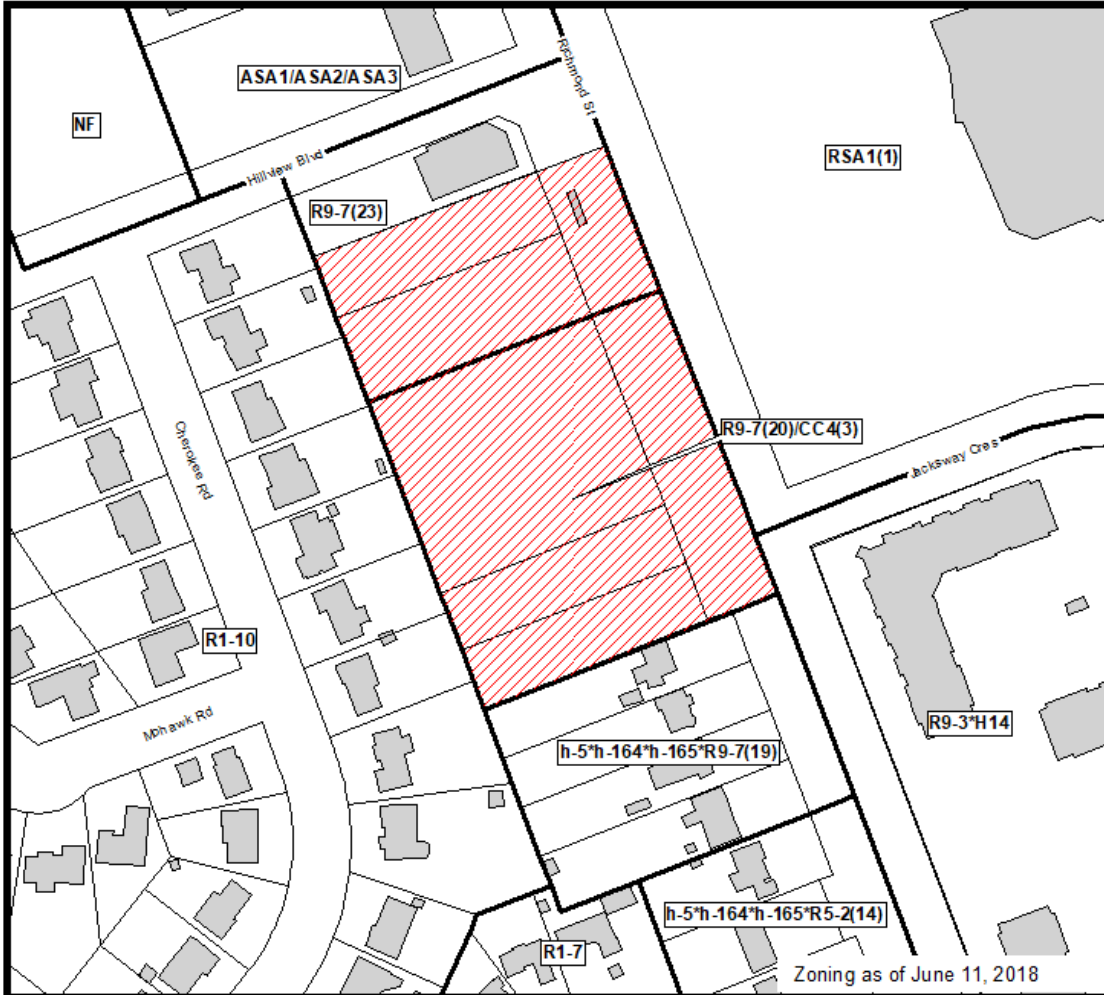 Richmond St
ASA1/ASA2/ASA3
NF
RSA1(1)
Hillview Blvd
R9-7(23)
R9-7(20)/CC4(3)
Jacksway Cres
Cherokee Rd
R1-10
Mohawk Rd
R9-3*H14
h-5*h-164*h-165*R9-7(19)
h-5*h-164*h-165*R5-2(14)
R1-7
Zoning as of June 11, 2018